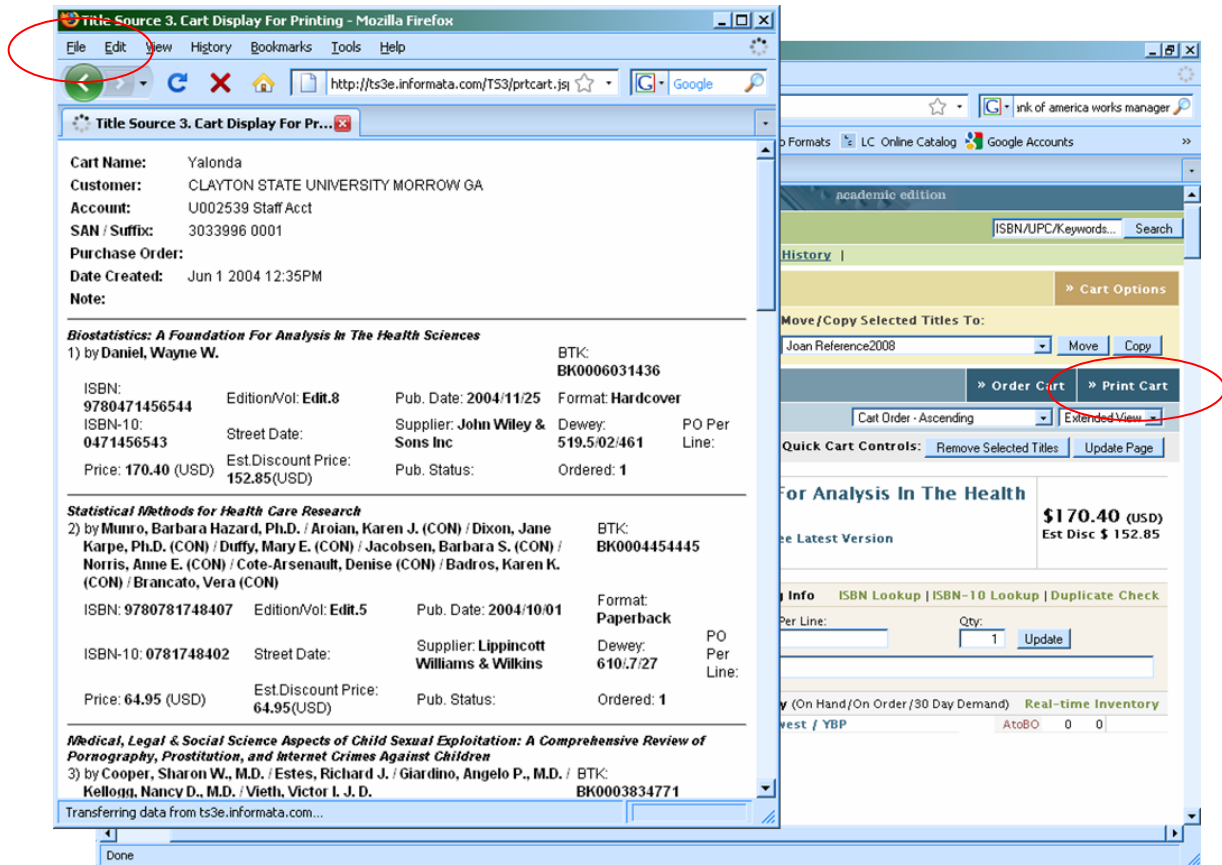 Title Source 3. Cart Display For Printing - Mozilla Firefox
File Edit View History Bookmarks Tools Help
http://ts3e.informata.com/TS3/prtcart.jsp
G Google
Title Source 3. Cart Display For Pr...
Cart Name: Yalonda
Customer: CLAYTON STATE UNIVERSITY MORROW GA
Account: U002539 Staff Acct
SAN / Suffix: 3033996 0001
Purchase Order:
Date Created: Jun 1 2004 12:35PM
Note:
Biostatistics: A Foundation For Analysis In The Health Sciences
1) by Daniel, Wayne W.
BTK:
BK0006031436
ISBN:
9780471456544
Edition/Vol: Edit.8
Pub. Date: 2004/11/25
Format: Hardcover
ISBN-10:
0471456543
Street Date:
Supplier: John Wiley &
Sons Inc
Dewey:
519.5/02/461
PO Per
Line:
Price: 170.40 (USD)
Est.Discount Price:
152.85(USD)
Pub. Status:
Ordered: 1
Statistical Methods for Health Care Research
2) by Munro, Barbara Hazard, Ph.D. / Aroian, Karen J. (CON) / Dixon, Jane
Karpe, Ph.D. (CON) / Duffy, Mary E. (CON) / Jacobsen, Barbara S. (CON) /
Norris, Anne E. (CON) / Cote-Arsenault, Denise (CON) / Badros, Karen K.
(CON) / Brancato, Vera (CON)
BTK:
BK0004454445
ISBN: 9780781748407
Edition/Vol: Edit.5
Pub. Date: 2004/10/01
Format:
Paperback
ISBN-10: 0781748402
Street Date:
Supplier: Lippincott
Williams & Wilkins
Dewey:
610/.7/27
PO
Per
Line:
Price: 64.95 (USD)
Est.Discount Price:
64.95(USD)
Pub. Status:
Ordered: 1
Medical, Legal & Social Science Aspects of Child Sexual Exploitation: A Comprehensive Review of
Pornography, Prostitution, and Internet Crimes Against Children
3) by Cooper, Sharon W., M.D. / Estes, Richard J. / Giardino, Angelo P., M.D. /
Kellogg, Nancy D., M.D. / Vieth, Victor I. J. D.
BTK:
BK0003834771
Transferring data from ts3e.informata.com...
G ank of america works manager
Formats LC Online Catalog Google Accounts »
academic edition
ISBN/UPC/Keywords... Search
History |
» Cart Options
Move/Copy Selected Titles To:
Joan Reference2008 Move Copy
» Order Cart » Print Cart
Cart Order - Ascending Extended View
Quick Cart Controls: Remove Selected Titles Update Page
For Analysis In The Health
$170.40 (USD)
Est Disc $ 152.85
ee Latest Version
g Info ISBN Lookup | ISBN-10 Lookup | Duplicate Check
Per Line: Qty:
1 Update
y (On Hand/On Order/30 Day Demand) Real-time Inventory
west / YBP AtoBO 0 0
Done